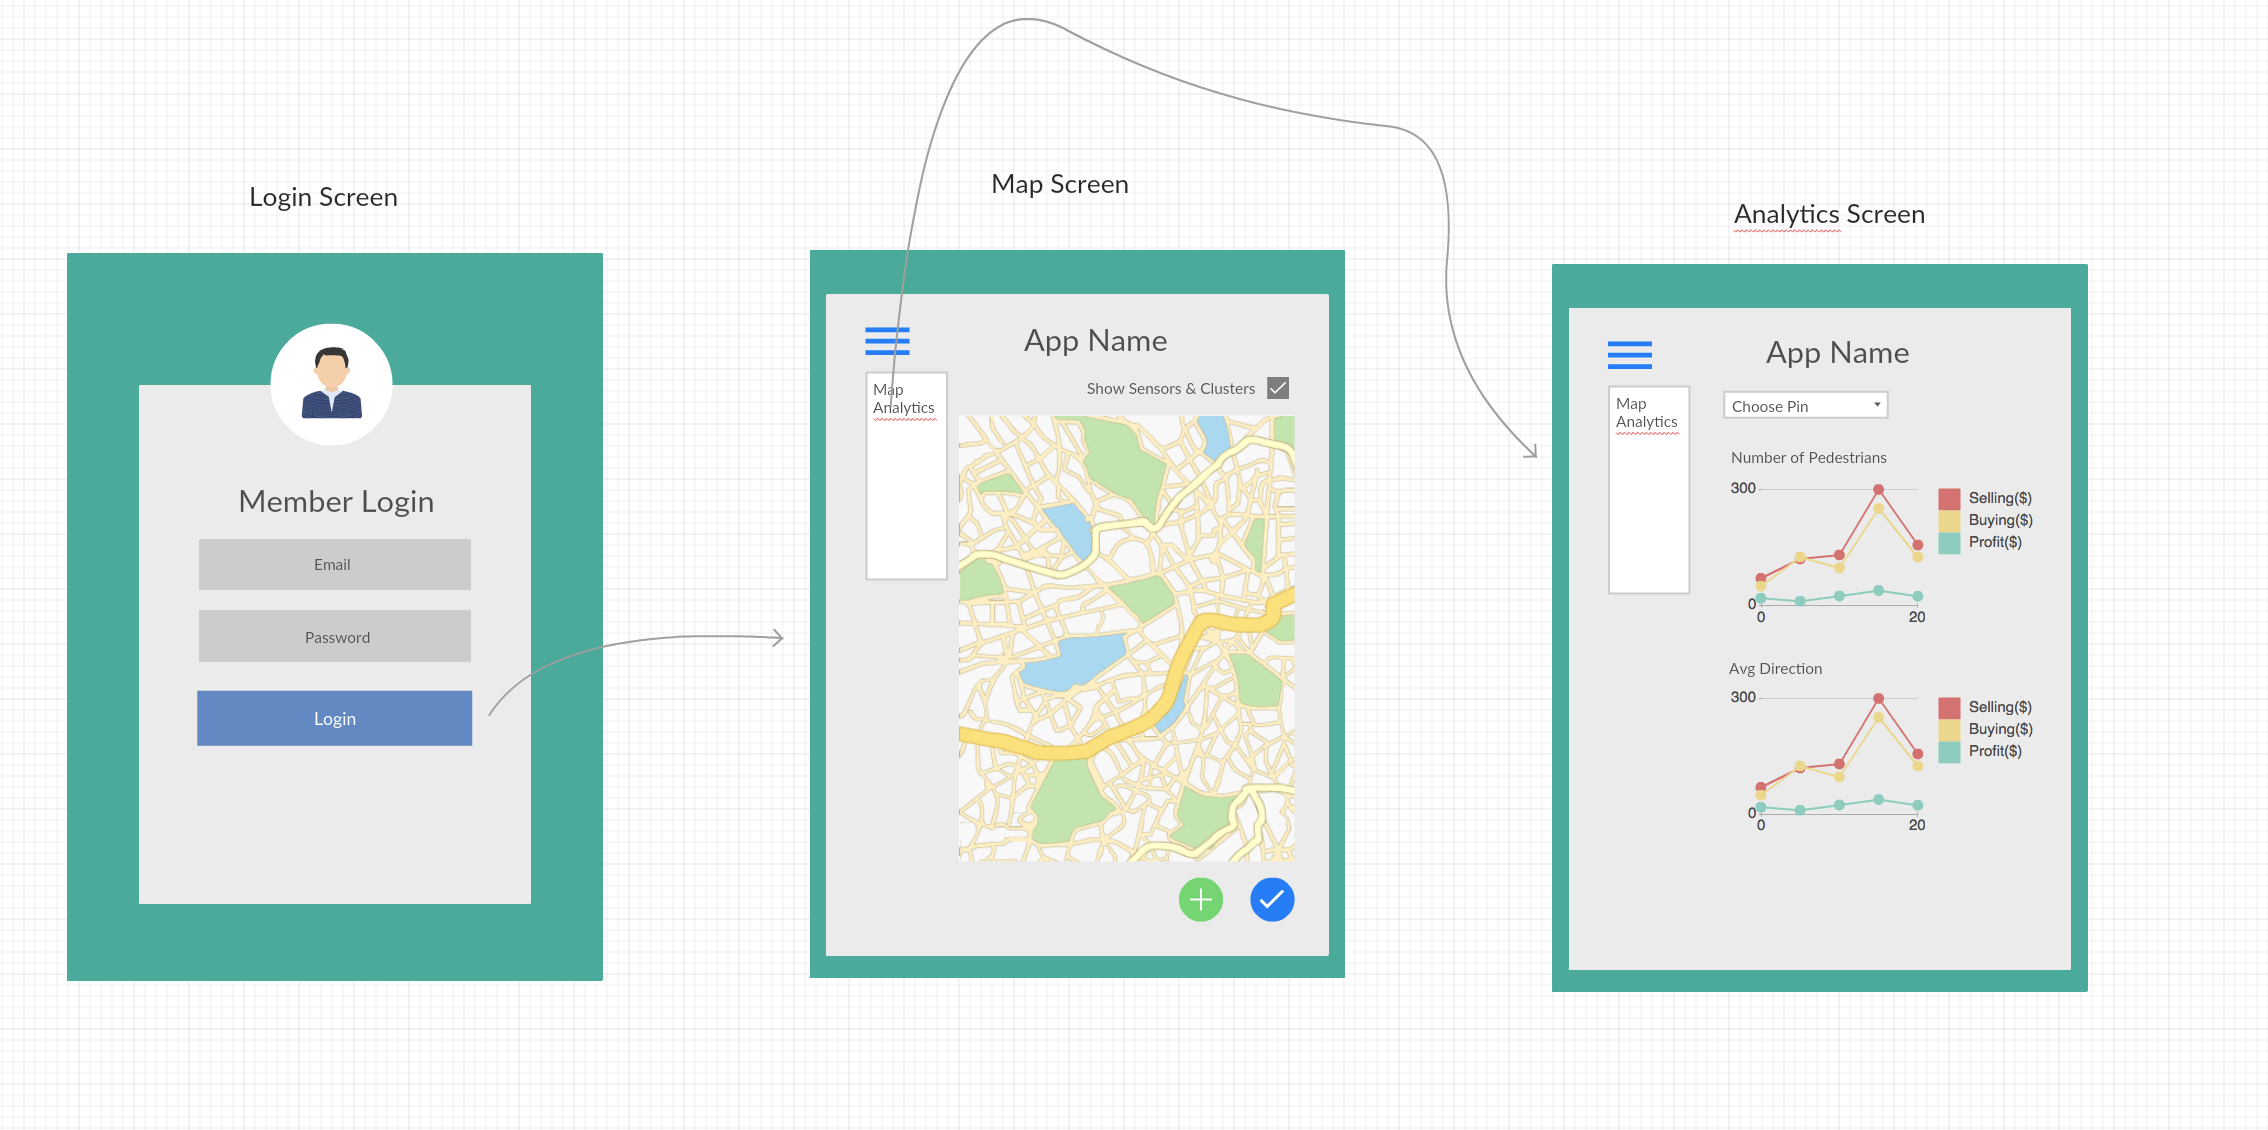 Login Screen
Member Login
Email
Password
Login
Map Screen
App Name
Map
Analytics
Show Sensors & Clusters
Analytics Screen
App Name
Map
Analytics
Choose Pin
Number of Pedestrians
300
0
0
20
Selling($)
Buying($)
Profit($)
Avg Direction
300
0
0
20
Selling($)
Buying($)
Profit($)